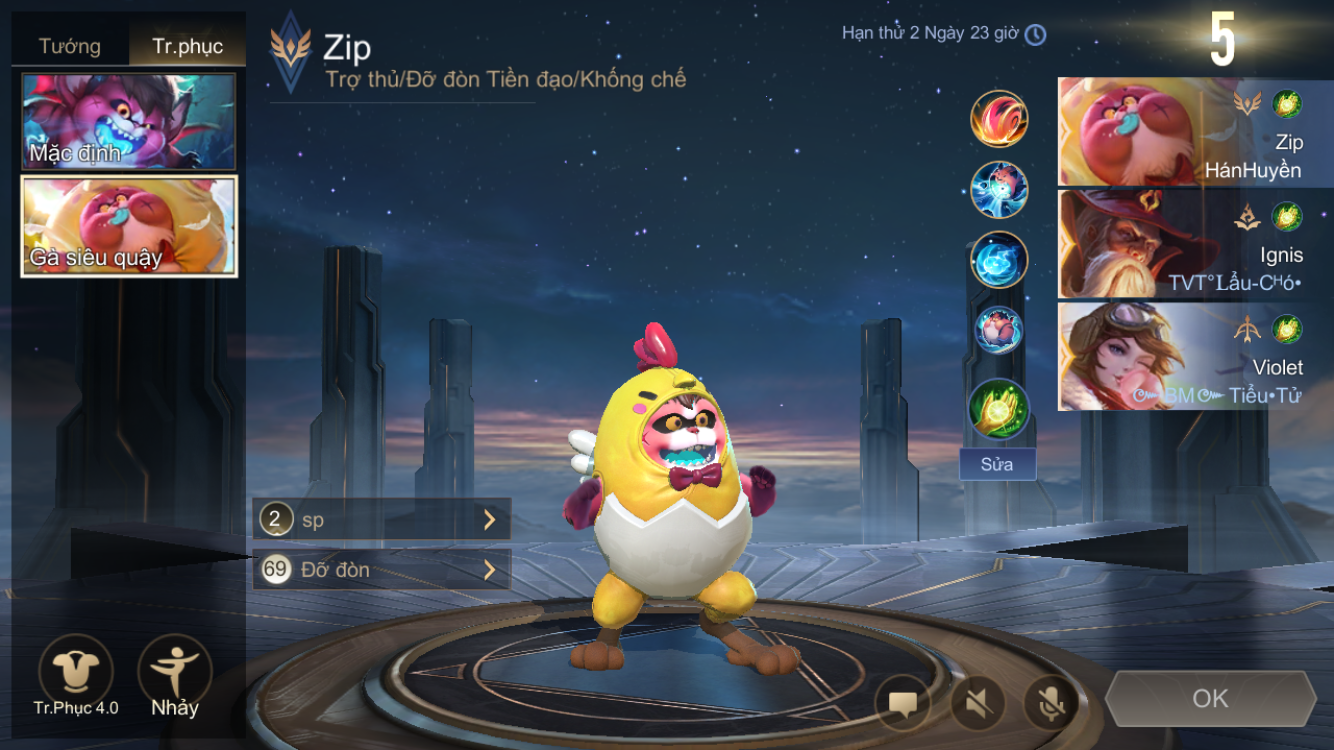 Tướng
Tr.phục
Mặc định
Gà siêu quậy
Zip
Trợ thủ/Đỡ đòn Tiền đạo/Khống chế
Hạn thử 2 Ngày 23 giờ
5
Zip
HánHuyền
Ignis
TVT°Lẩu-Cᴴó•
Violet
BM Tiểu•Tử
Sửa
2 sp
69 Đỡ đòn
Tr.Phục 4.0
Nhảy
OK